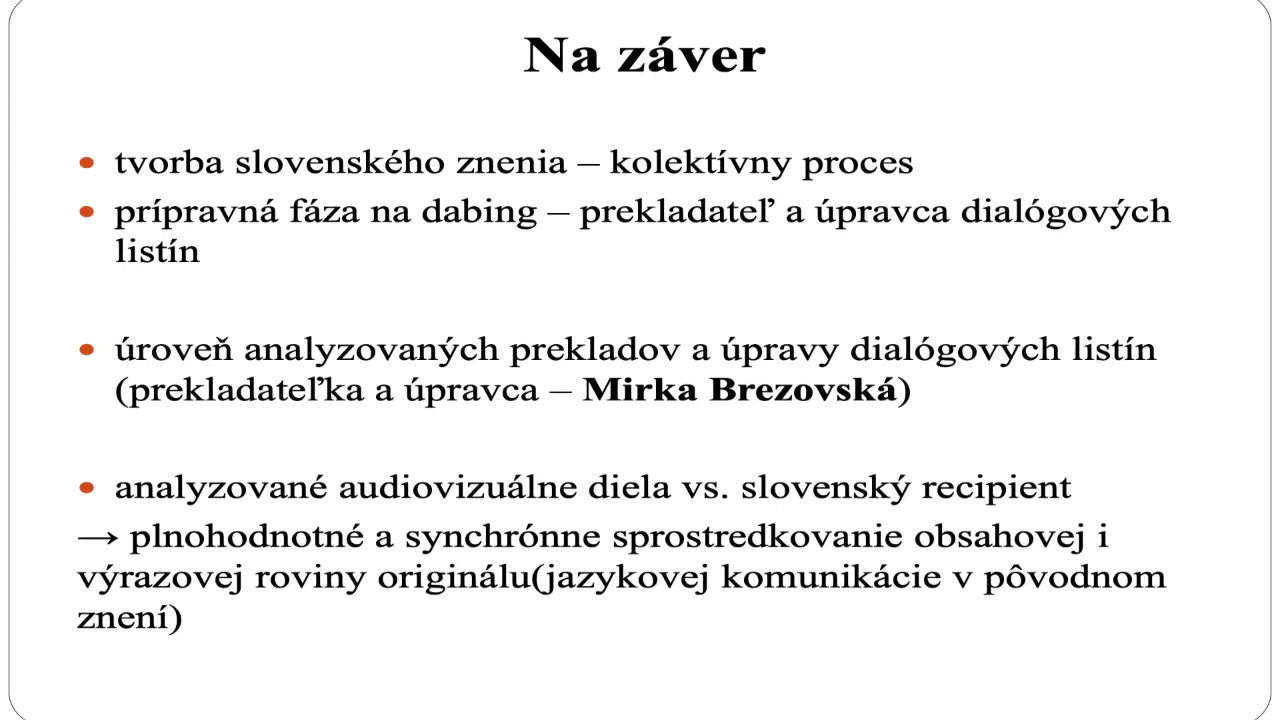 Na záver
• tvorba slovenského znenia – kolektívny proces
• prípravná fáza na dabing – prekladateľ a úpravca dialógových
listín
• úroveň analyzovaných prekladov a úpravy dialógových listín
(prekladateľka a úpravca – Mirka Brezovská)
• analyzované audiovizuálne diela vs. slovenský recipient
→ plnohodnotné a synchrónne sprostredkovanie obsahovej i
výrazovej roviny originálu(jazykovej komunikácie v pôvodnom
znení)